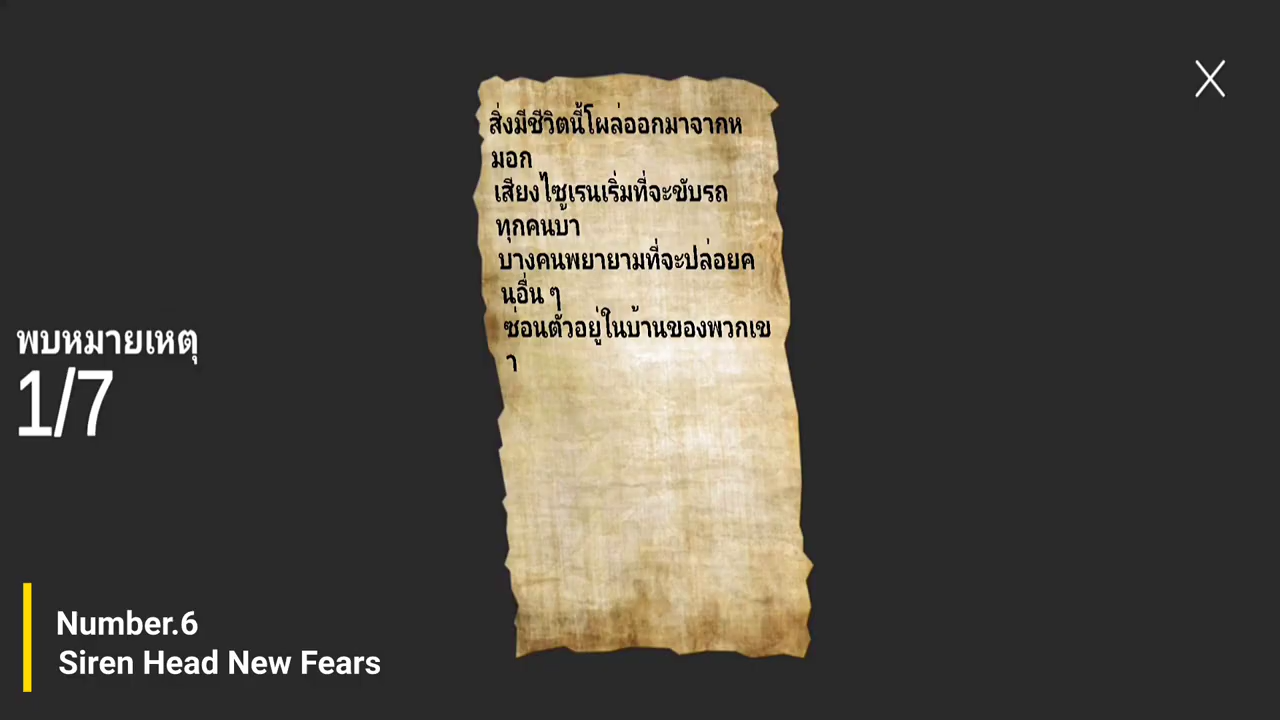 สิ่งมีชีวิตนี้โผล่ออกมาจากห
มอก
เสียงไซูเรนเริ่มที่จะขับรถ
ทุกคนบ้า
บางคนพยายามที่จะปล่อยค
นอื่น ๆ
ซ่อนตัวอยู่ในบ้านของพวกเข
า
พบหมายเหตุ
1/7
Number.6
Siren Head New Fears